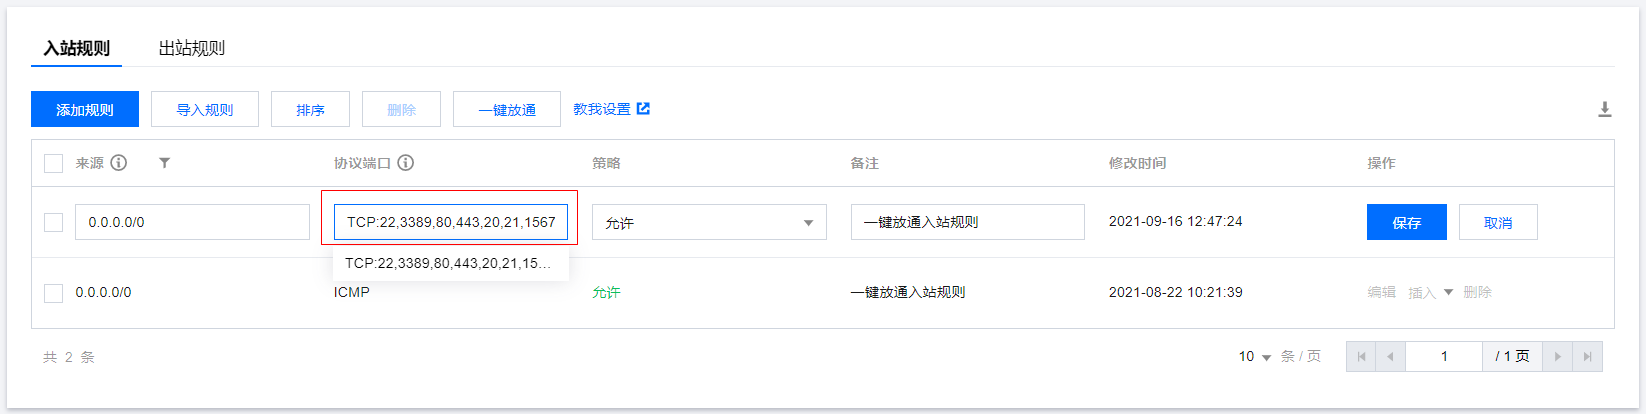 入站规则 出站规则
添加规则 导入规则 排序 删除 一键放通 教我设置
来源 协议端口 策略 备注 修改时间 操作
0.0.0.0/0 TCP:22,3389,80,443,20,21,1567 允许 一键放通入站规则 2021-09-16 12:47:24 保存 取消
TCP:22,3389,80,443,20,21,15...
0.0.0.0/0 ICMP 允许 一键放通入站规则 2021-08-22 10:21:39 编辑 插入 删除
共 2 条 10 条 / 页 1 / 1 页